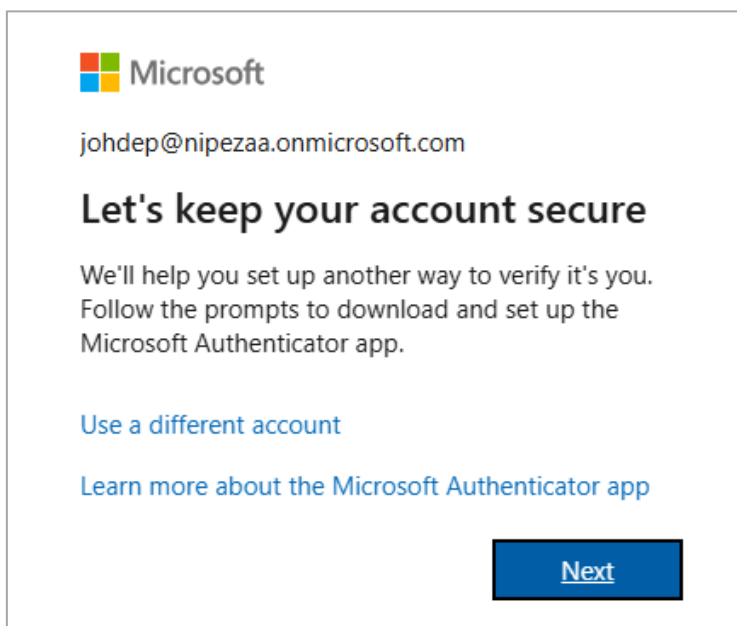 Microsoft
johdep@nipezaa.onmicrosoft.com
Let's keep your account secure
We'll help you set up another way to verify it's you.
Follow the prompts to download and set up the
Microsoft Authenticator app.
Use a different account
Learn more about the Microsoft Authenticator app
Next